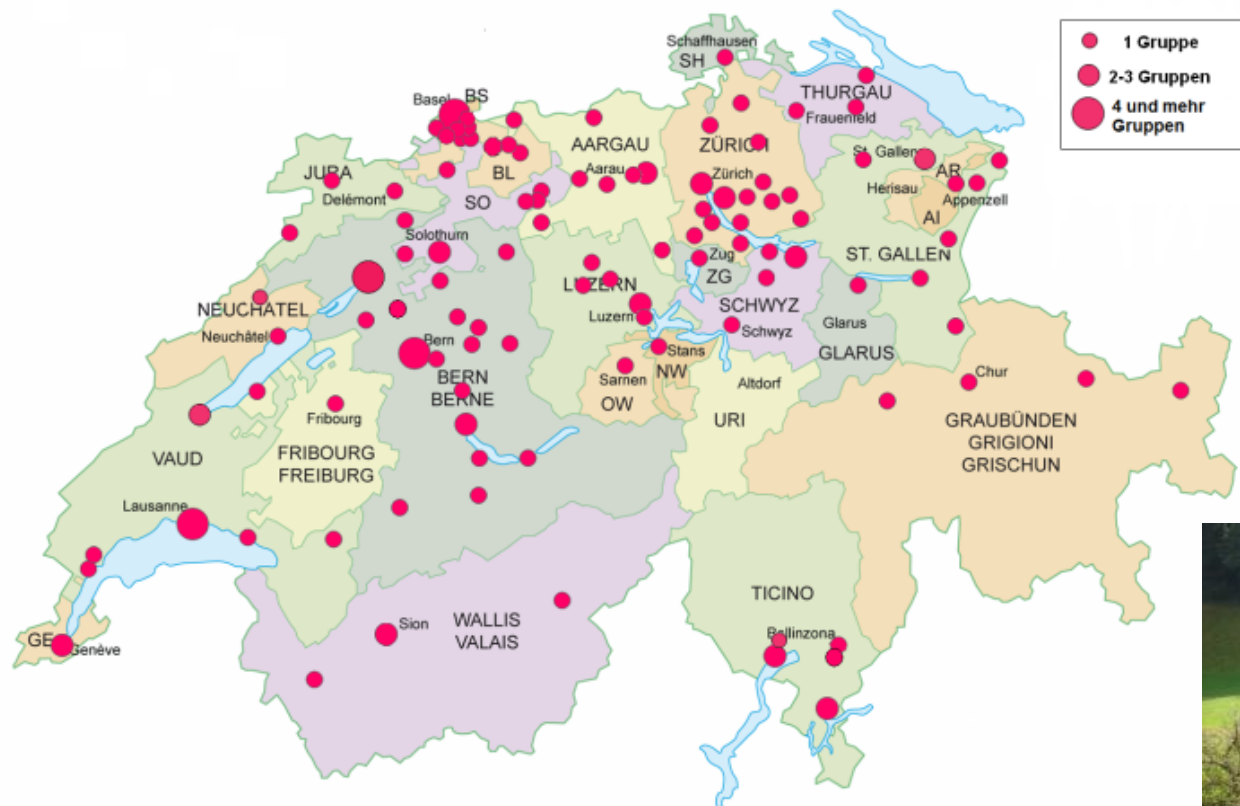 1 Gruppe
2-3 Gruppen
4 und mehr
Gruppen
Schaffhausen
SH
Basel
BS
THURGAU
Frauenfeld
AARGAU
ZÜRICH
St. Gallen
JURA
BL
Aarau
Zürich
AR
Delémont
SO
Herisau
Appenzell
AI
Solothurn
Zug
ZG
ST. GALLEN
LUZERN
NEUCHATEL
SCHWYZ
Luzern
Glarus
Neuchâtel
Bern
Schwyz
Stans
GLARUS
Sarnen
NW
BERN
BERNE
Altdorf
Chur
OW
Fribourg
URI
GRAUBÜNDEN
GRIGIONI
GRISCHUN
FRIBOURG
FREIBURG
VAUD
Lausanne
TICINO
WALLIS
VALAIS
Sion
Bellinzona
GE
Genève